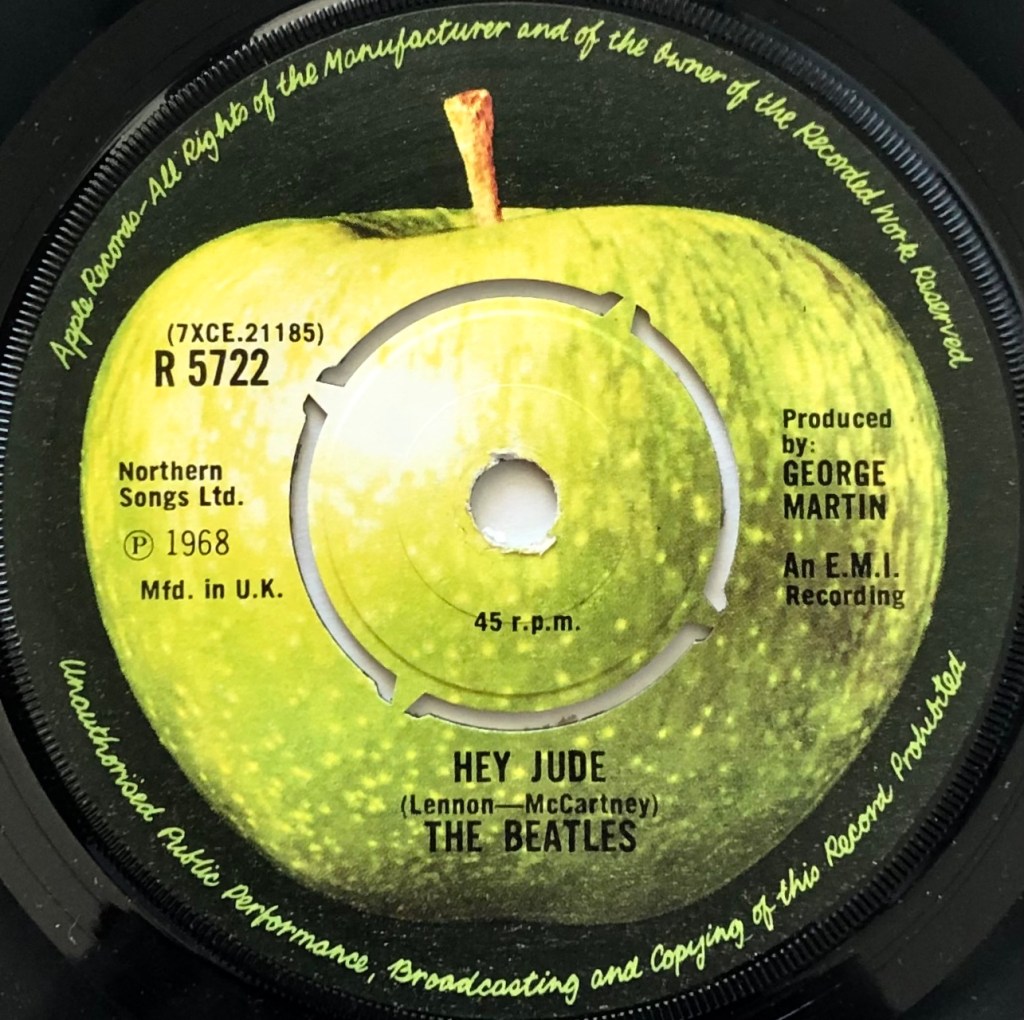 Apple Records-All Rights of the Manufacturer and of the Owner of the Recorded Work Reserved
(7XCE.21185)
R 5722
Northern
Songs Ltd.
Ⓟ 1968
Mfd. in U.K.
Produced
by:
GEORGE
MARTIN
An E.M.I.
Recording
45 r.p.m.
HEY JUDE
(Lennon—McCartney)
THE BEATLES
Unauthorised Public Performance, Broadcasting and Copying of this Record Prohibited